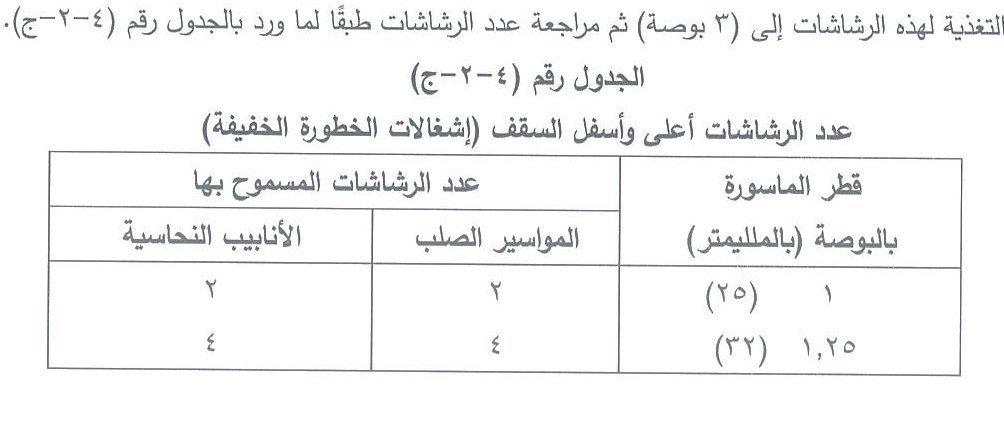 التغذية لهذه الرشاشات إلى (٣ بوصة) ثم مراجعة عدد الرشاشات طبقًا لما ورد بالجدول رقم (٤-٢-ج).
الجدول رقم (٤-٢-ج)
عدد الرشاشات أعلى وأسفل السقف (إشغالات الخطورة الخفيفة)
قطر الماسورة عدد الرشاشات المسموح بها
بالبوصة (بالملليمتر) المواسير الصلب الأنابيب النحاسية
١ (٢٥) ٢ ٢
١,٢٥ (٣٢) ٤ ٤